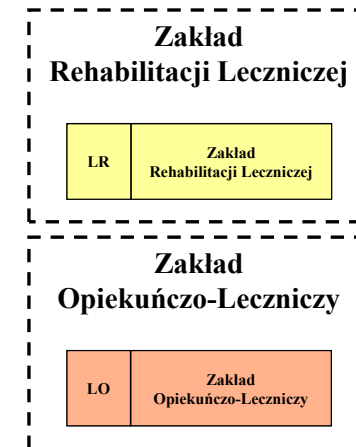 Zakład
Rehabilitacji Leczniczej
LR
Zakład
Rehabilitacji Leczniczej
Zakład
Opiekuńczo-Leczniczy
LO
Zakład
Opiekuńczo-Leczniczy